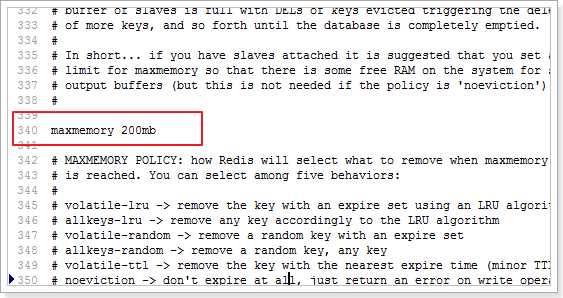 332 # buffer of slaves is full with DELs of keys evicted triggering the dele
333 # of more keys, and so forth until the database is completely emptied.
334 #
335 # In short... if you have slaves attached it is suggested that you set a
336 # limit for maxmemory so that there is some free RAM on the system for s
337 # output buffers (but this is not needed if the policy is 'noeviction')
338 #
339
340 maxmemory 200mb
341
342 # MAXMEMORY POLICY: how Redis will select what to remove when maxmemory
343 # is reached. You can select among five behaviors:
344 #
345 # volatile-lru -> remove the key with an expire set using an LRU algorit
346 # allkeys-lru -> remove any key accordingly to the LRU algorithm
347 # volatile-random -> remove a random key with an expire set
348 # allkeys-random -> remove a random key, any key
349 # volatile-ttl -> remove the key with the nearest expire time (minor TT
350 # noeviction -> don't expire at all, just return an error on write opera